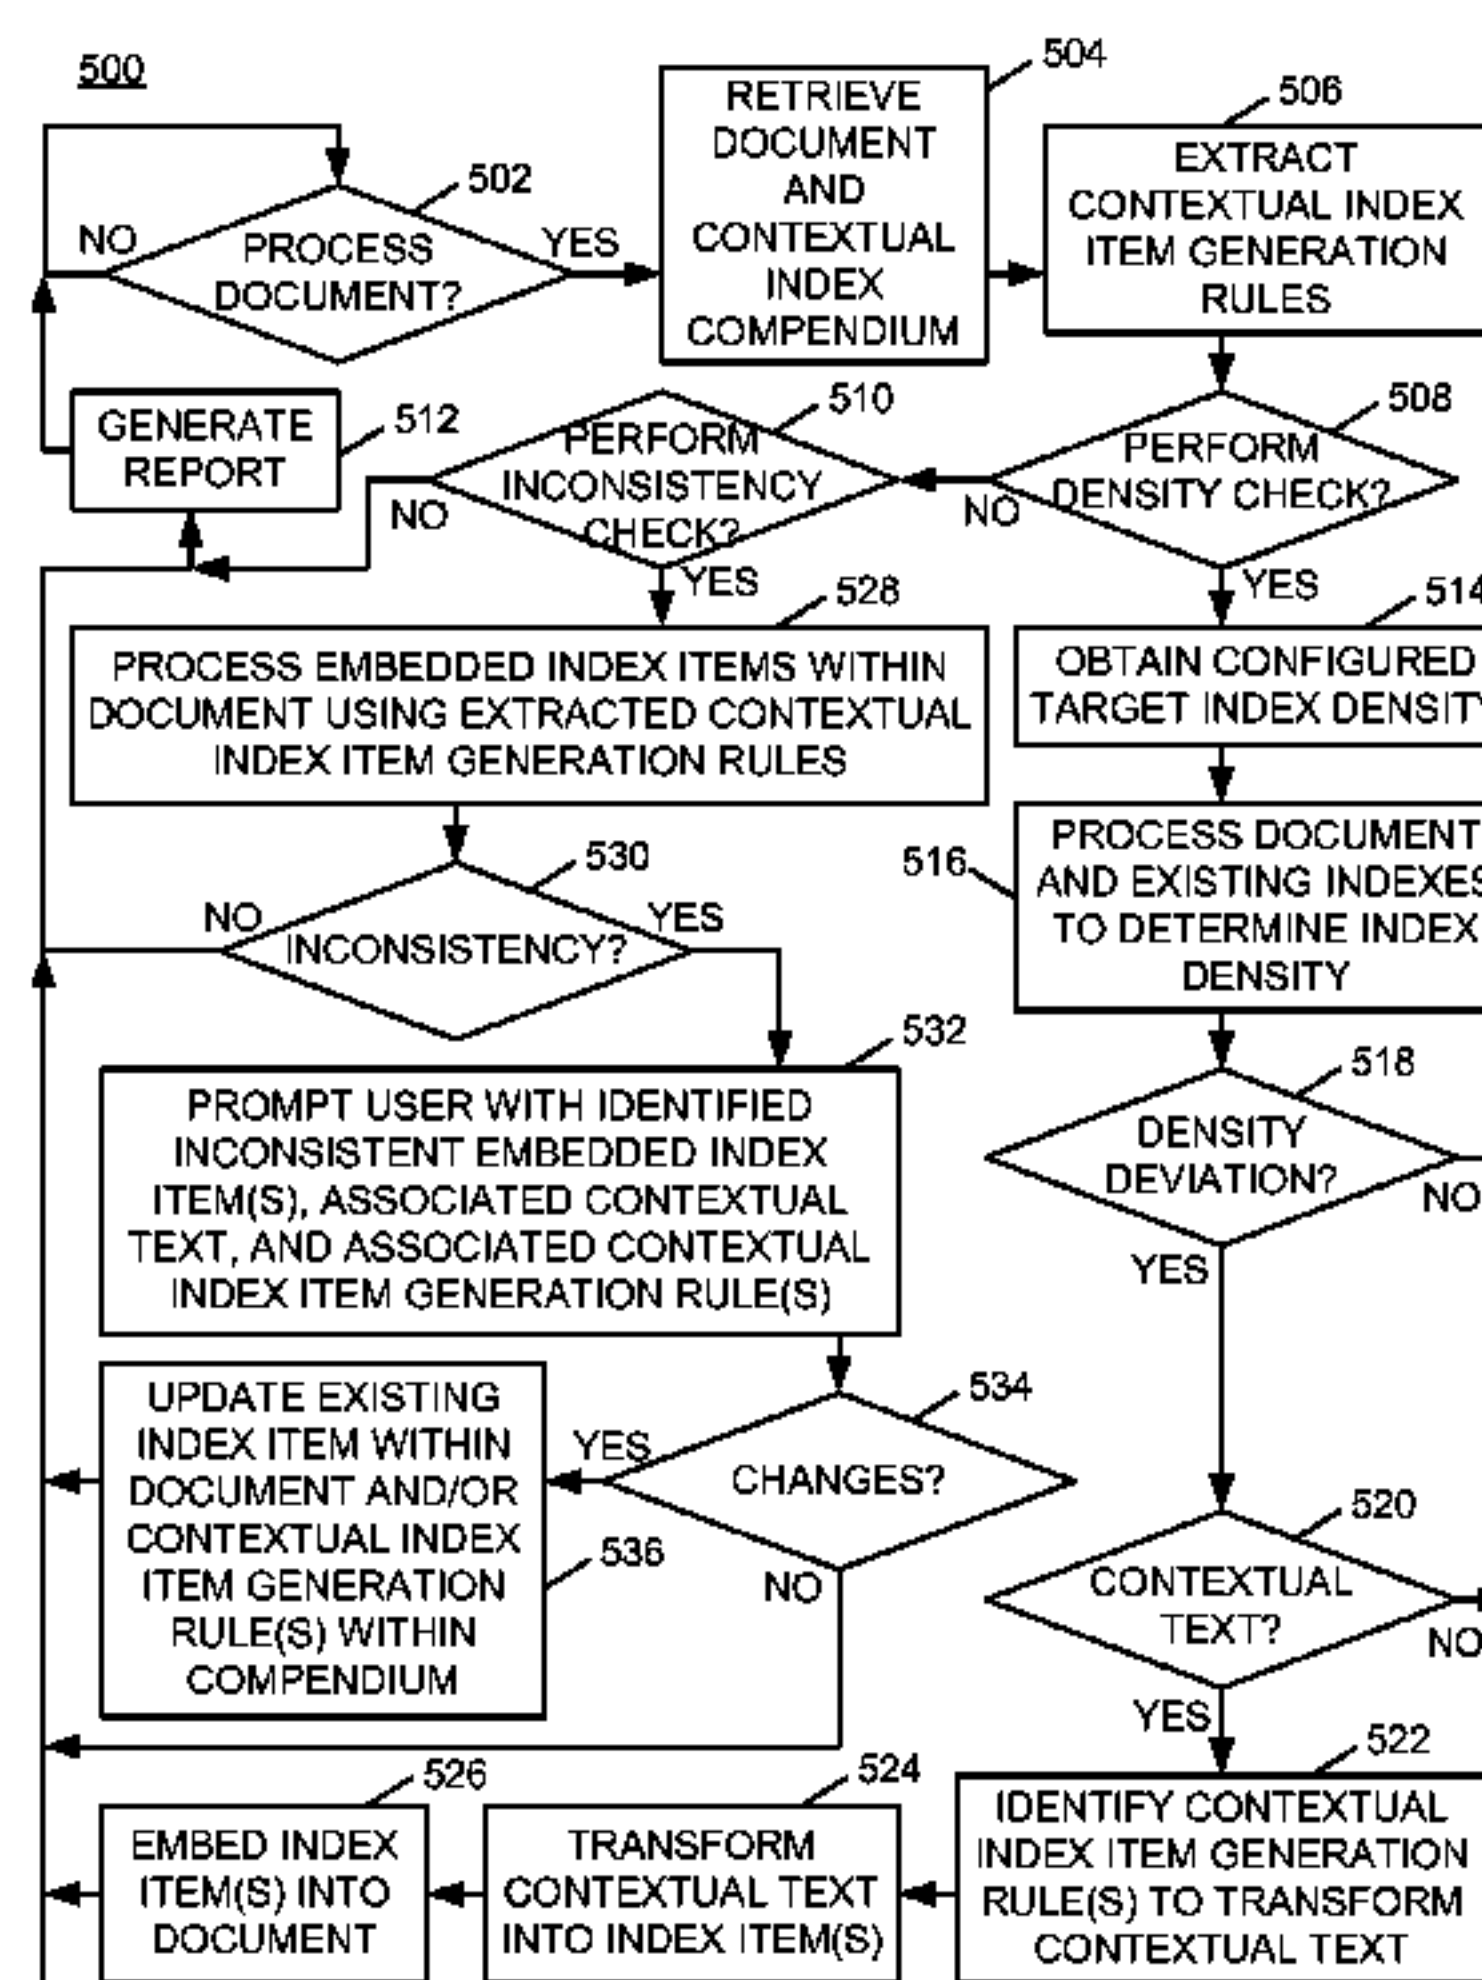 500
502
NO
YES
PROCESS
DOCUMENT?
504
RETRIEVE
DOCUMENT
AND
CONTEXTUAL
INDEX
COMPENDIUM
506
EXTRACT
CONTEXTUAL INDEX
ITEM GENERATION
RULES
508
PERFORM
DENSITY CHECK?
NO
YES
510
PERFORM
INCONSISTENCY
CHECK?
NO
YES
512
GENERATE
REPORT
528
PROCESS EMBEDDED INDEX ITEMS WITHIN
DOCUMENT USING EXTRACTED CONTEXTUAL
INDEX ITEM GENERATION RULES
514
OBTAIN CONFIGURED
TARGET INDEX DENSITY
516
PROCESS DOCUMENT
AND EXISTING INDEXES
TO DETERMINE INDEX
DENSITY
530
NO
YES
INCONSISTENCY?
532
PROMPT USER WITH IDENTIFIED
INCONSISTENT EMBEDDED INDEX
ITEM(S), ASSOCIATED CONTEXTUAL
TEXT, AND ASSOCIATED CONTEXTUAL
INDEX ITEM GENERATION RULE(S)
518
DENSITY
DEVIATION?
NO
YES
534
YES
CHANGES?
NO
UPDATE EXISTING
INDEX ITEM WITHIN
DOCUMENT AND/OR
CONTEXTUAL INDEX
ITEM GENERATION
RULE(S) WITHIN
COMPENDIUM
536
520
CONTEXTUAL
TEXT?
NO
YES
522
IDENTIFY CONTEXTUAL
INDEX ITEM GENERATION
RULE(S) TO TRANSFORM
CONTEXTUAL TEXT
524
TRANSFORM
CONTEXTUAL TEXT
INTO INDEX ITEM(S)
526
EMBED INDEX
ITEM(S) INTO
DOCUMENT